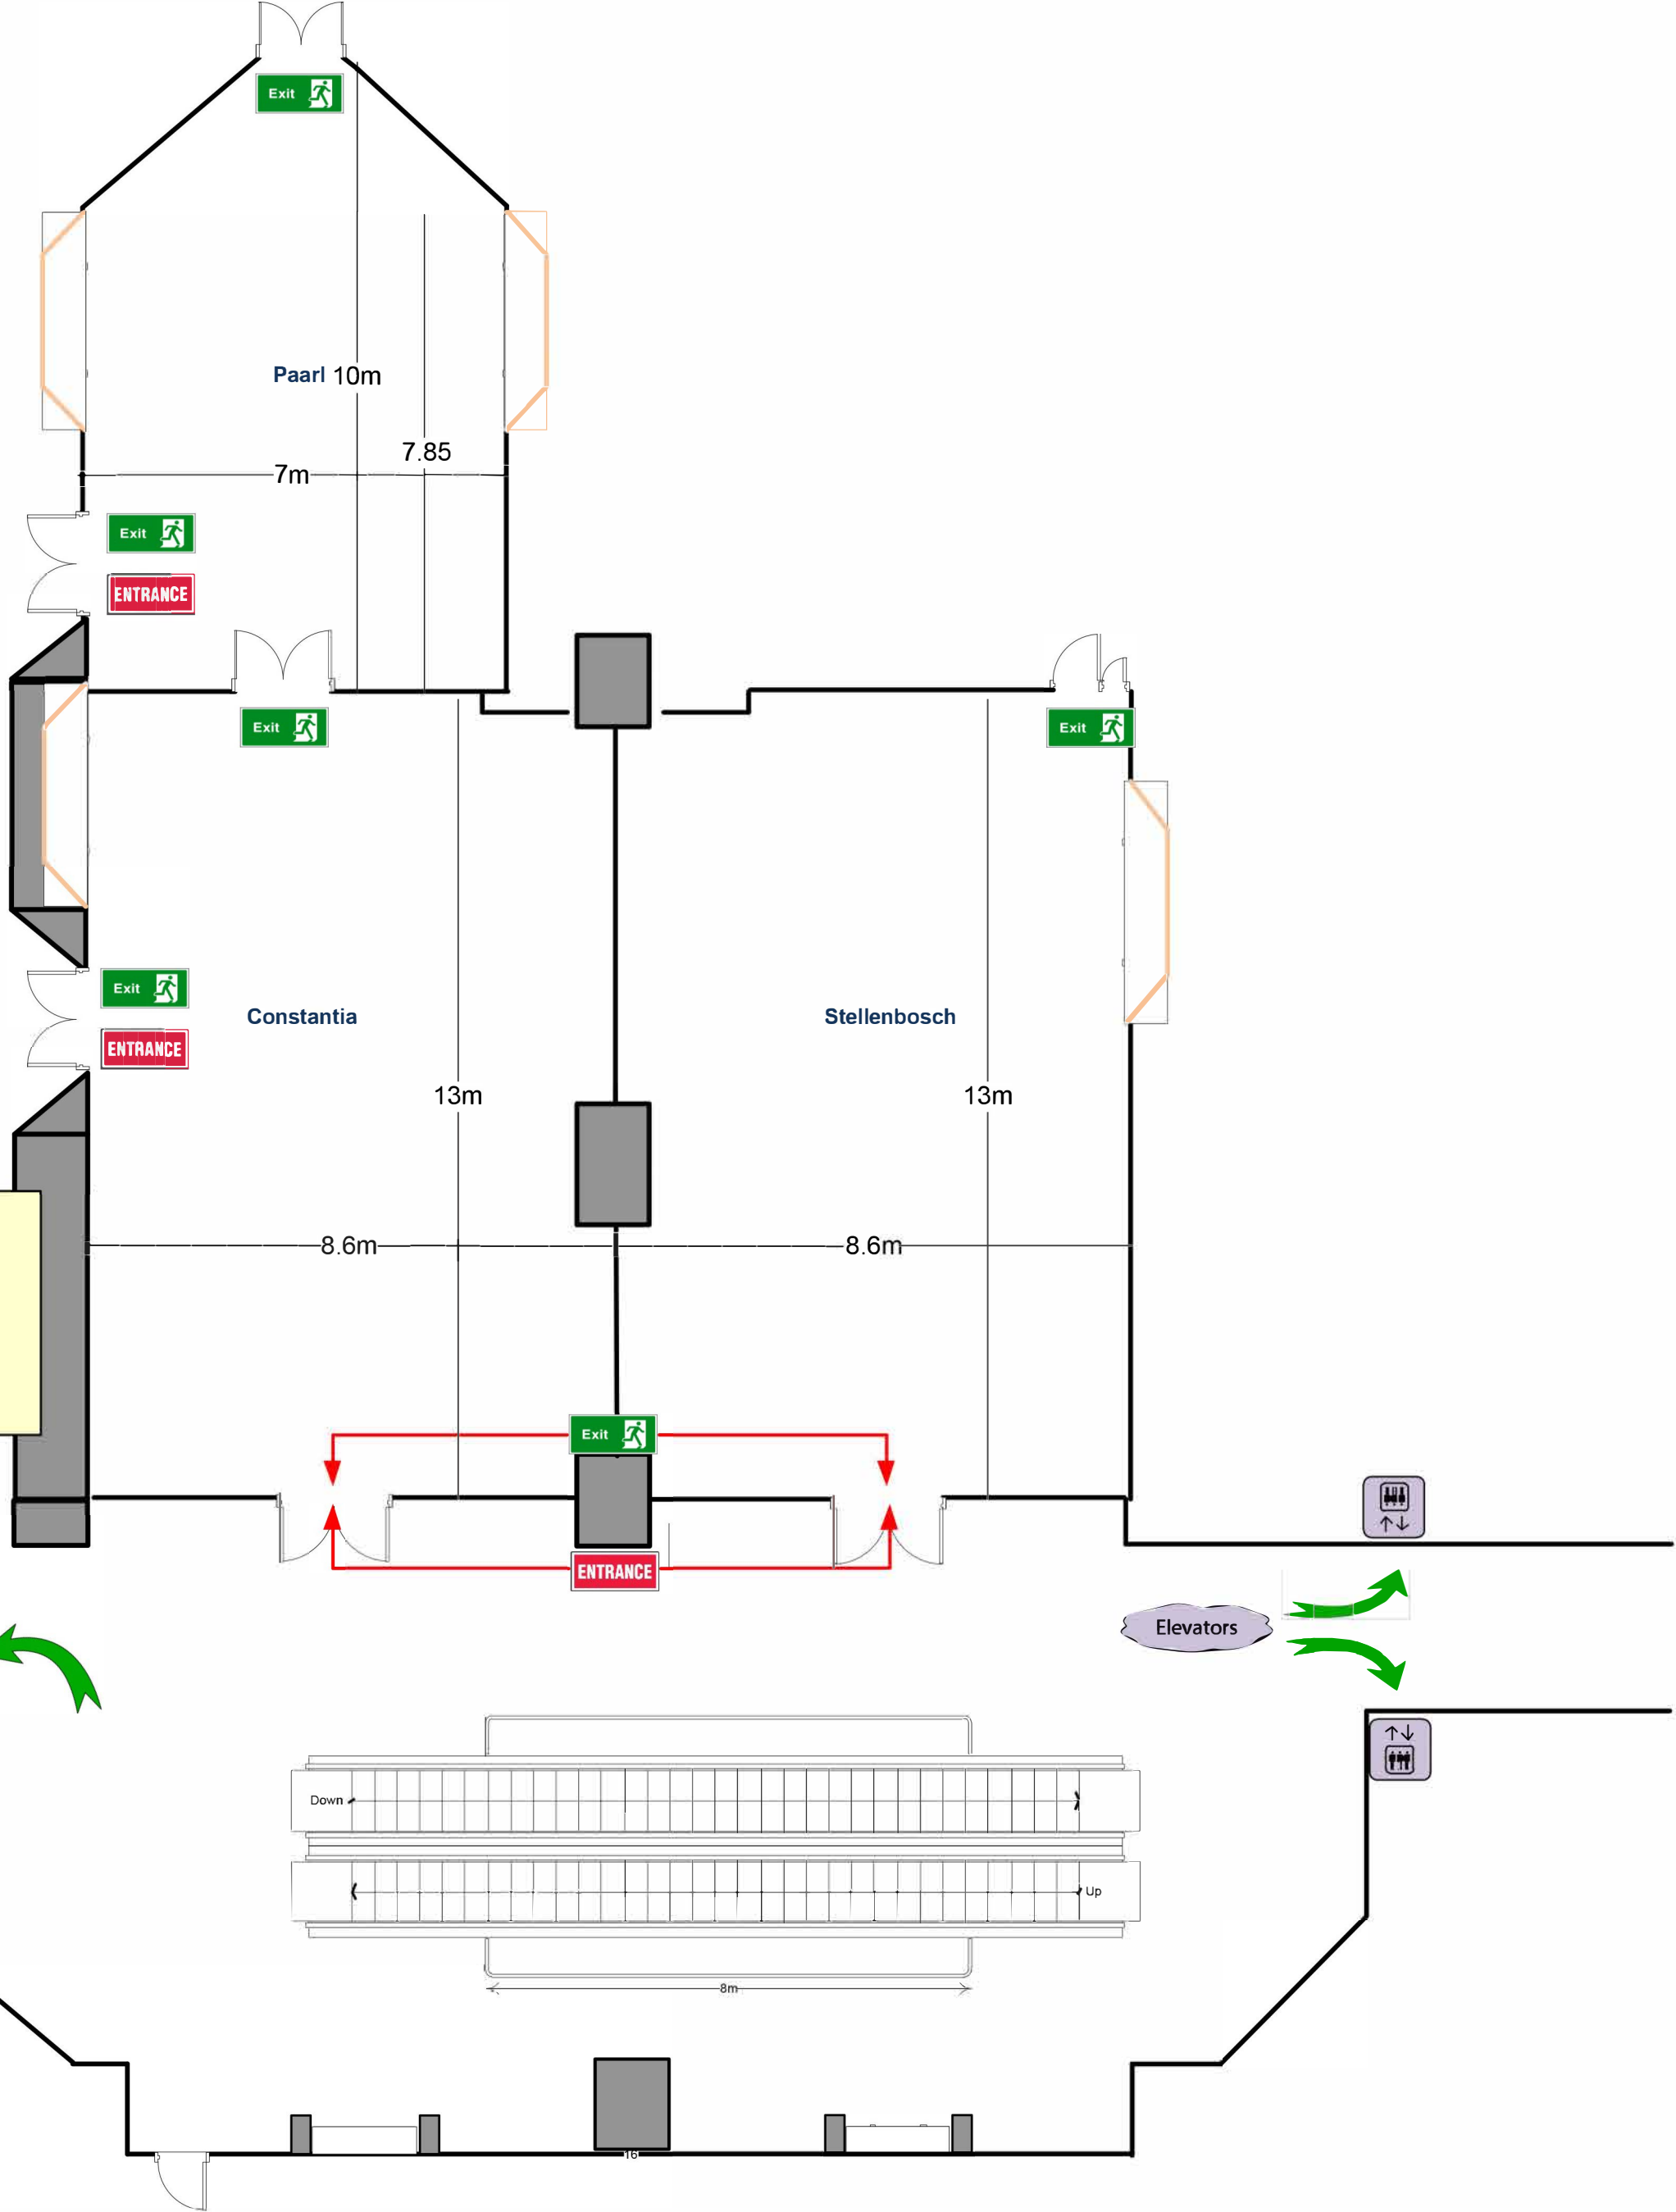 Exit
Paarl 10m
7.85
7m
Exit
ENTRANCE
Exit
Exit
Exit
ENTRANCE
Constantia
Stellenbosch
13m
13m
8.6m
8.6m
Exit
ENTRANCE
Elevators
Down
Up
8m
16